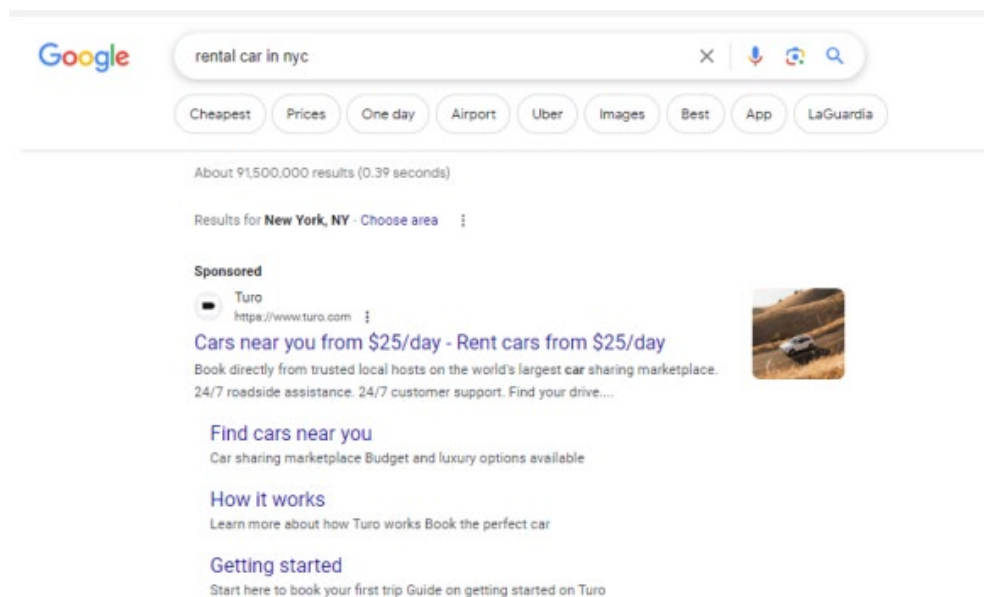 Google
rental car in nyc
Cheapest Prices One day Airport Uber Images Best App LaGuardia
About 91,500,000 results (0.39 seconds)
Results for New York, NY · Choose area
Sponsored
Turo
https://www.turo.com
Cars near you from $25/day - Rent cars from $25/day
Book directly from trusted local hosts on the world's largest car sharing marketplace.
24/7 roadside assistance. 24/7 customer support. Find your drive....
Find cars near you
Car sharing marketplace Budget and luxury options available
How it works
Learn more about how Turo works Book the perfect car
Getting started
Start here to book your first trip Guide on getting started on Turo